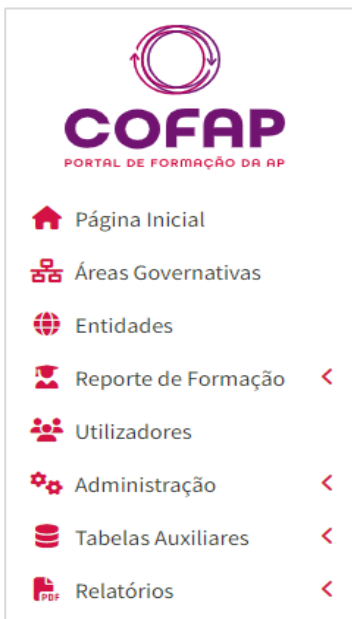 COFAP
PORTAL DE FORMAÇÃO DA AP
Página Inicial
Áreas Governativas
Entidades
Reporte de Formação
Utilizadores
Administração
Tabelas Auxiliares
PDF Relatórios